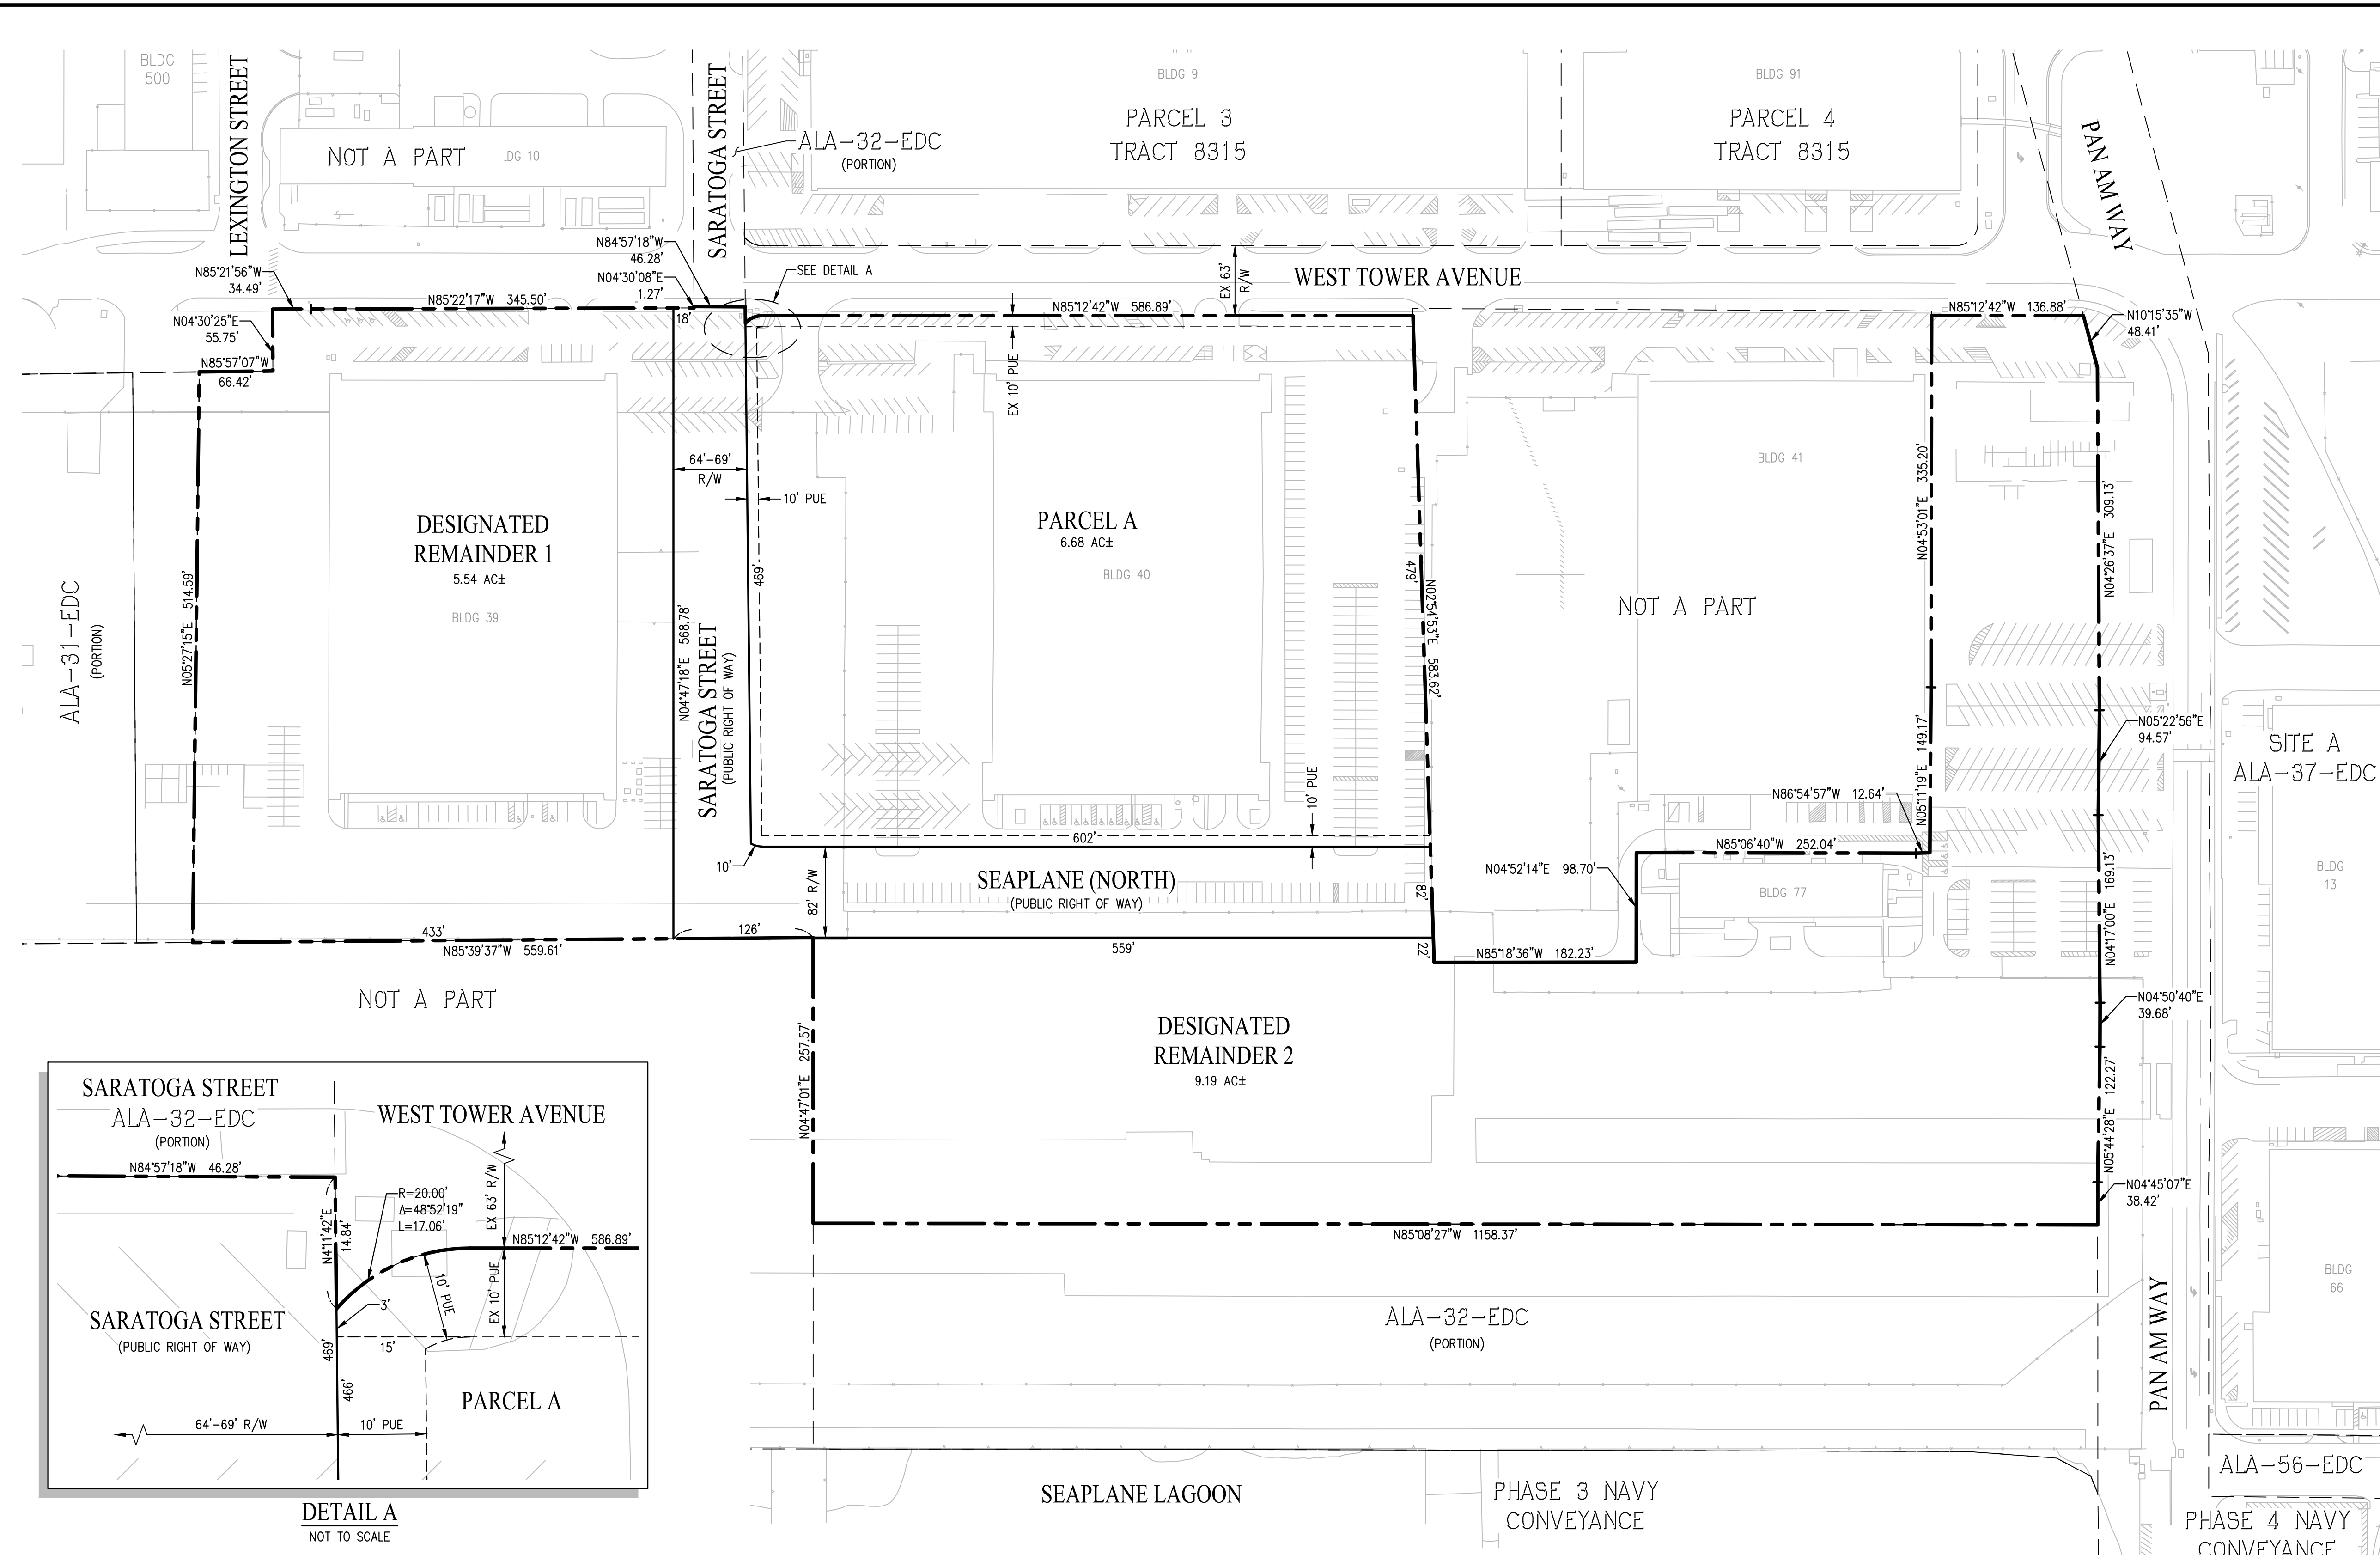 BLDG
500
LEXINGTON STREET
NOT A PART
.DG 10
SARATOGA STREET
ALA-32-EDC
(PORTION)
BLDG 9
PARCEL 3
TRACT 8315
BLDG 91
PARCEL 4
TRACT 8315
PAN AM WAY
N84°57'18"W
46.28'
N04°30'08"E
1.27'
SEE DETAIL A
EX 63'
R/W
WEST TOWER AVENUE
N85°21'56"W
34.49'
N85°22'17"W 345.50'
18'
N85°12'42"W 586.89'
N85°12'42"W 136.88'
N10°15'35"W
48.41'
N04°30'25"E
55.75'
N85°57'07"W
66.42'
EX 10' PUE
64'-69'
R/W
10' PUE
DESIGNATED
REMAINDER 1
5.54 AC±
BLDG 39
PARCEL A
6.68 AC±
BLDG 40
BLDG 41
NOT A PART
N04°53'01"E 335.20'
N04°26'37"E 309.13'
ALA-31-EDC
(PORTION)
N05°27'15"E 514.59'
N04°47'18"E 568.78'
SARATOGA STREET
(PUBLIC RIGHT OF WAY)
469'
479'
N02°54'53"E 583.62'
N05°11'19"E 149.17'
N05°22'56"E
94.57'
SITE A
ALA-37-EDC
10' PUE
N86°54'57"W 12.64'
602'
10'
N85°06'40"W 252.04'
N04°52'14"E 98.70'
BLDG 77
BLDG
13
82' R/W
SEAPLANE (NORTH)
(PUBLIC RIGHT OF WAY)
82'
N04°17'00"E 169.13'
433'
N85°39'37"W 559.61'
126'
559'
22'
N85°18'36"W 182.23'
NOT A PART
N04°50'40"E
39.68'
N04°47'01"E 257.57'
DESIGNATED
REMAINDER 2
9.19 AC±
N05°44'28"E 122.27'
N04°45'07"E
38.42'
N85°08'27"W 1158.37'
BLDG
66
ALA-32-EDC
(PORTION)
PAN AM WAY
SEAPLANE LAGOON
PHASE 3 NAVY
CONVEYANCE
ALA-56-EDC
PHASE 4 NAVY
CONVEYANCE
SARATOGA STREET
ALA-32-EDC
(PORTION)
WEST TOWER AVENUE
N84°57'18"W 46.28'
N4°11'42"E
14.84'
R=20.00'
Δ=48°52'19"
L=17.06'
EX 63' R/W
N85°12'42"W 586.89'
10' PUE
EX 10' PUE
3'
SARATOGA STREET
(PUBLIC RIGHT OF WAY)
469'
15'
466'
PARCEL A
64'-69' R/W
10' PUE
DETAIL A
NOT TO SCALE